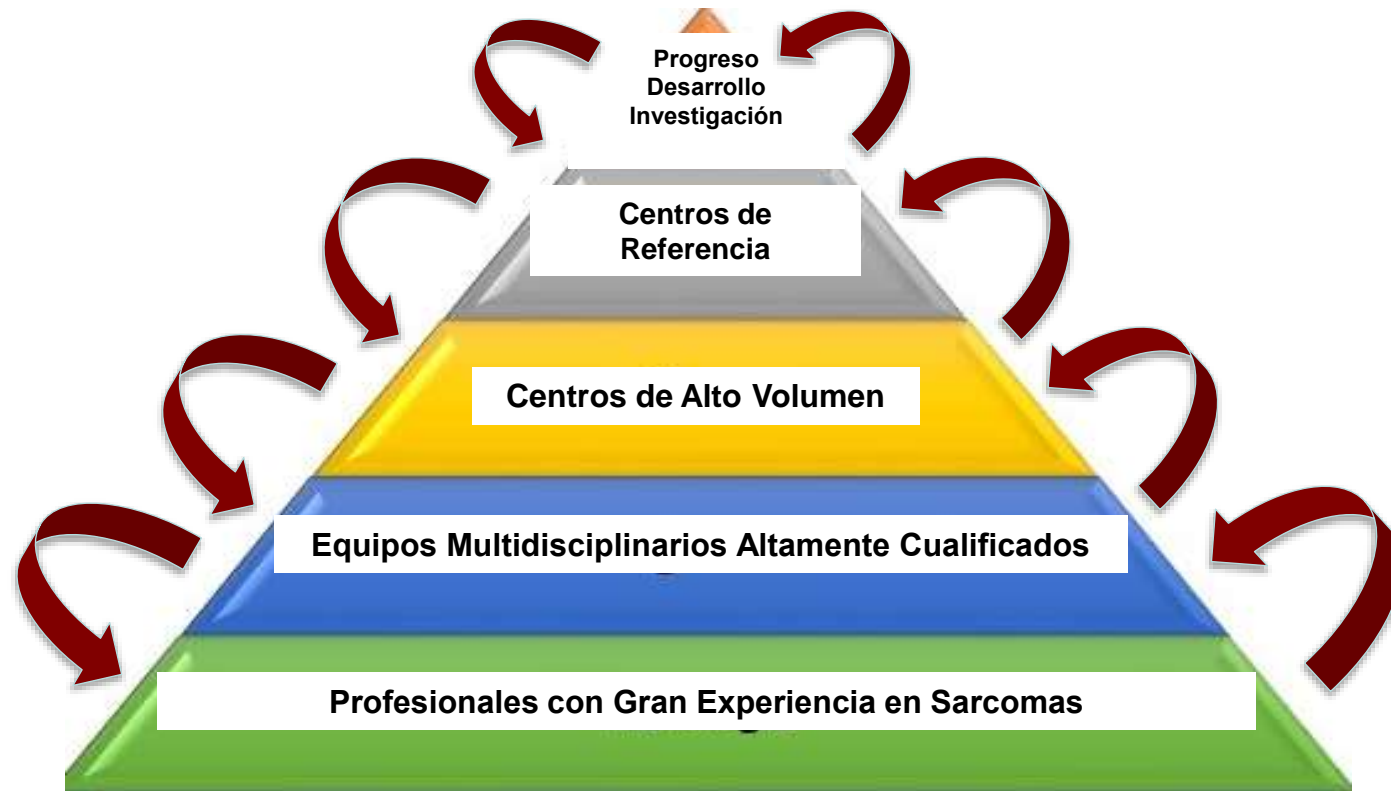 Progreso
Desarrollo
Investigación
Centros de
Referencia
Centros de Alto Volumen
Equipos Multidisciplinarios Altamente Cualificados
Profesionales con Gran Experiencia en Sarcomas